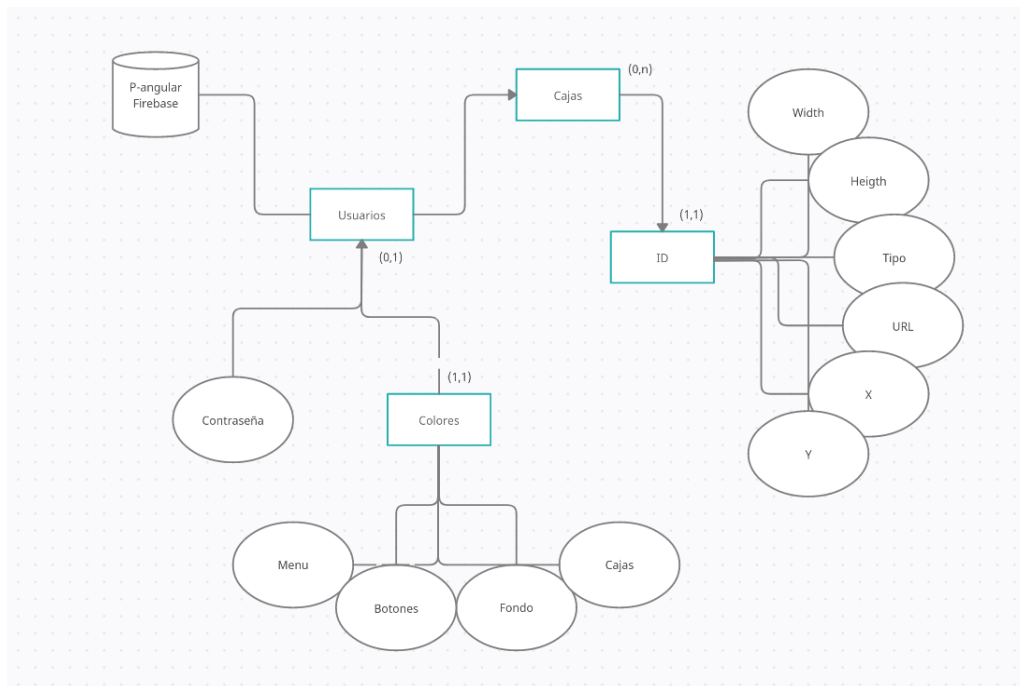 P-angular
Firebase
Cajas
(0,n)
Width
Heigth
Usuarios
(1,1)
(0,1)
ID
Tipo
URL
(1,1)
Contraseña
Colores
X
Y
Menu
Botones
Fondo
Cajas